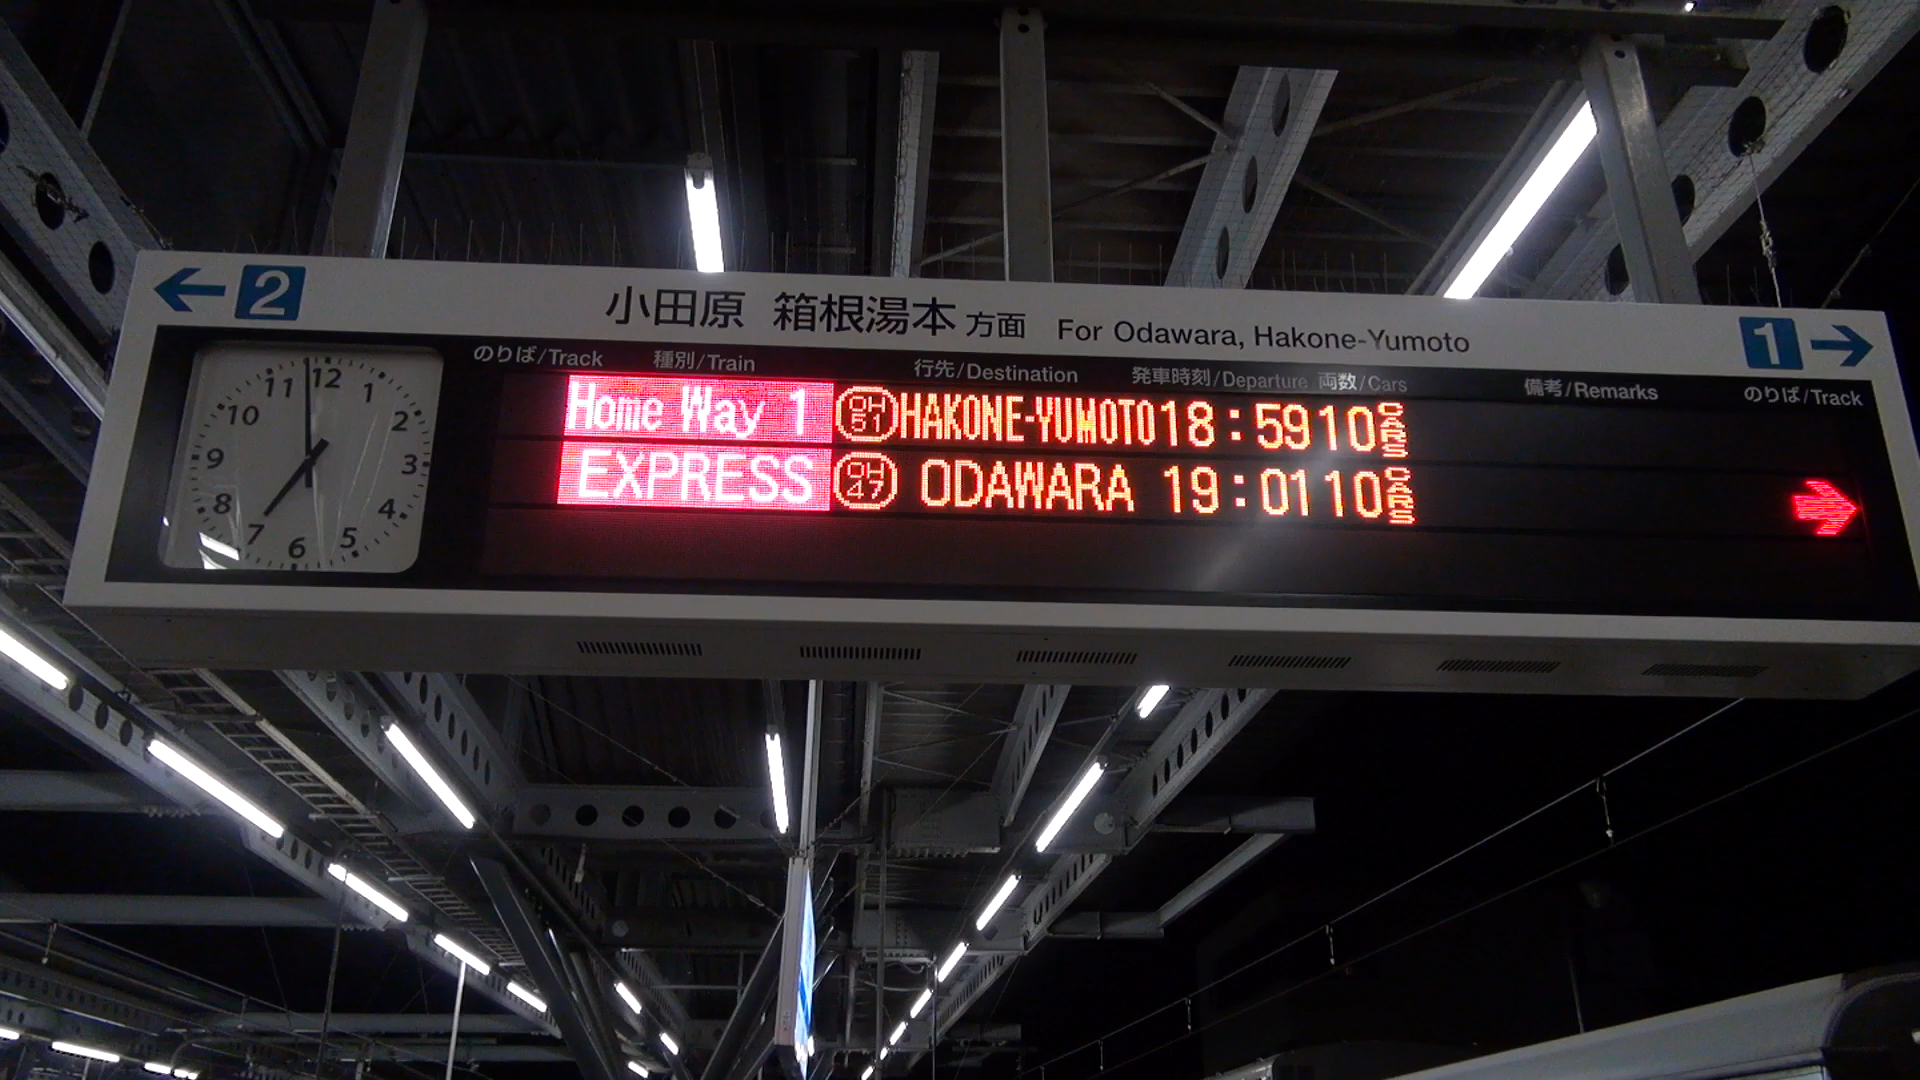 ← 2 小田原 箱根湯本 方面 For Odawara, Hakone-Yumoto 1 →
のりば/Track 種別/Train 行先/Destination 発車時刻/Departure 両数/Cars 備考/Remarks のりば/Track
Home Way 1 OH 51 HAKONE-YUMOTO 18:59 10 CARS
EXPRESS OH 47 ODAWARA 19:01 10 CARS →
12 1 2 3 4 5 6 7 8 9 10 11